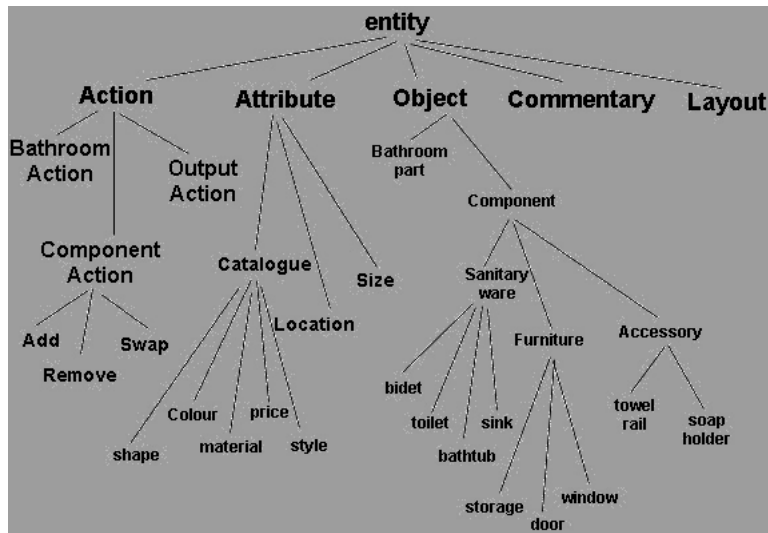 entity
Action
Attribute
Object
Commentary
Layout
Bathroom
Action
Output
Action
Bathroom
part
Component
Action
Catalogue
Size
Location
Component
Add
Remove
Swap
Sanitary
ware
Furniture
Accessory
shape
Colour
material
price
style
bidet
toilet
bathtub
sink
storage
door
window
towel
rail
soap
holder